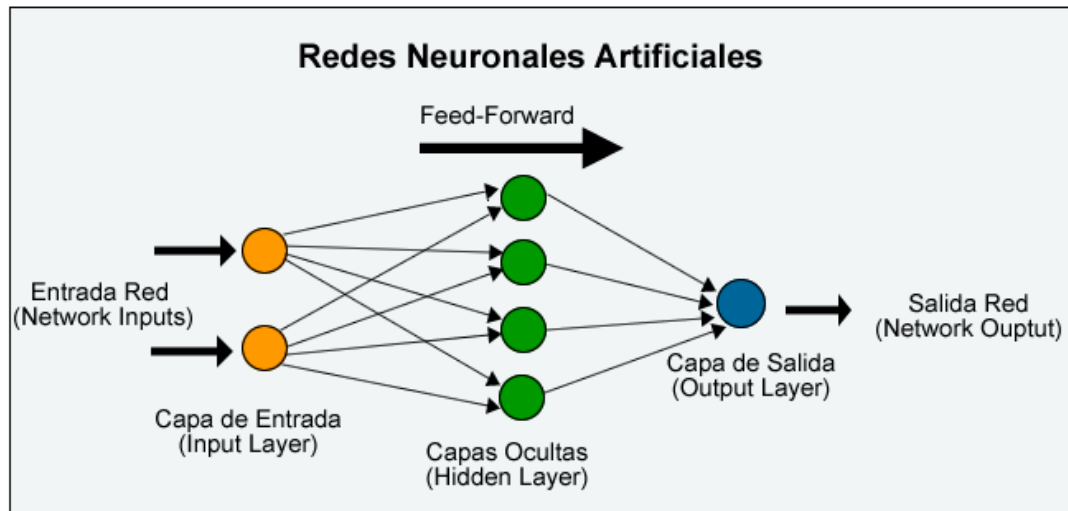 Redes Neuronales Artificiales
Feed-Forward
Entrada Red
(Network Inputs)
Capa de Entrada
(Input Layer)
Capas Ocultas
(Hidden Layer)
Capa de Salida
(Output Layer)
Salida Red
(Network Ouptut)